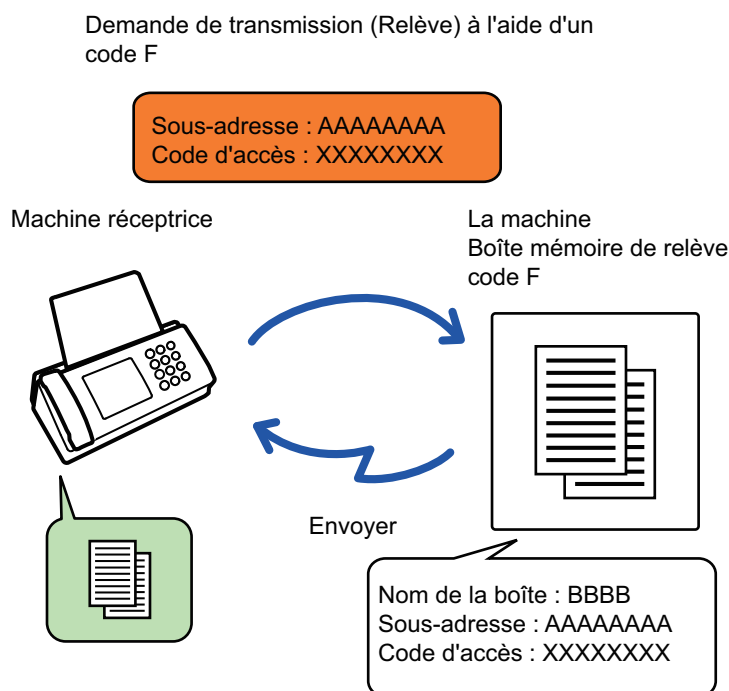 Demande de transmission (Relève) à l'aide d'un
code F
Sous-adresse : AAAAAAAA
Code d'accès : XXXXXXXX
Machine réceptrice
La machine
Boîte mémoire de relève
code F
Envoyer
Nom de la boîte : BBBB
Sous-adresse : AAAAAAAA
Code d'accès : XXXXXXXX